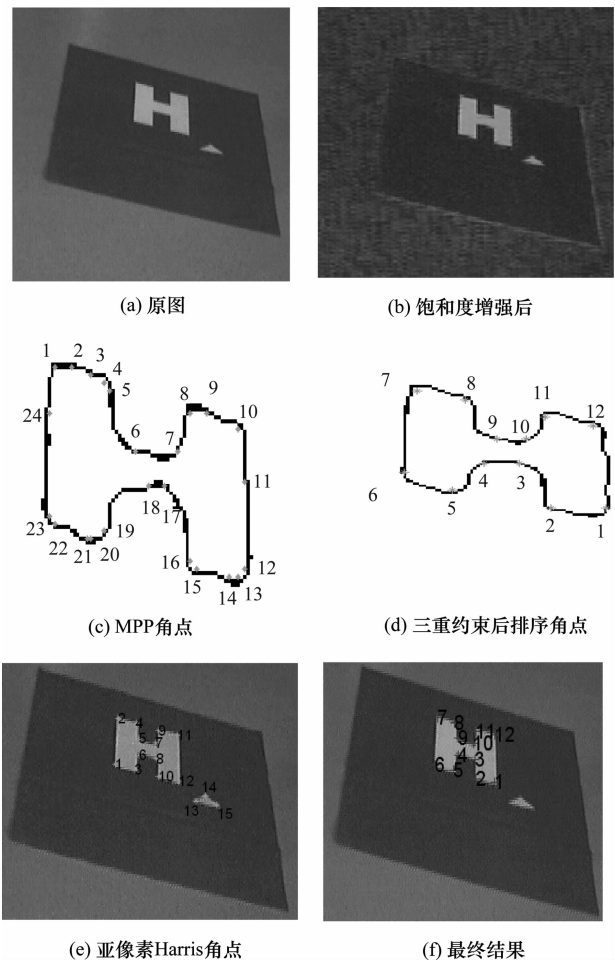 H
H
(a) 原图
(b) 饱和度增强后
1 2 3 4 5 6 7 8 9 10 11 12 13 14 15 16 17 18 19 20 21 22 23 24
7 8 9 10 11 12 6 5 4 3 2 1
(c) MPP角点
(d) 三重约束后排序角点
H
2 4 5 9 7 11 6 8 1 3 10 12 14 13 15
H
7 8 9 11 12 10 4 3 6 5 2 1
(e) 亚像素Harris角点
(f) 最终结果